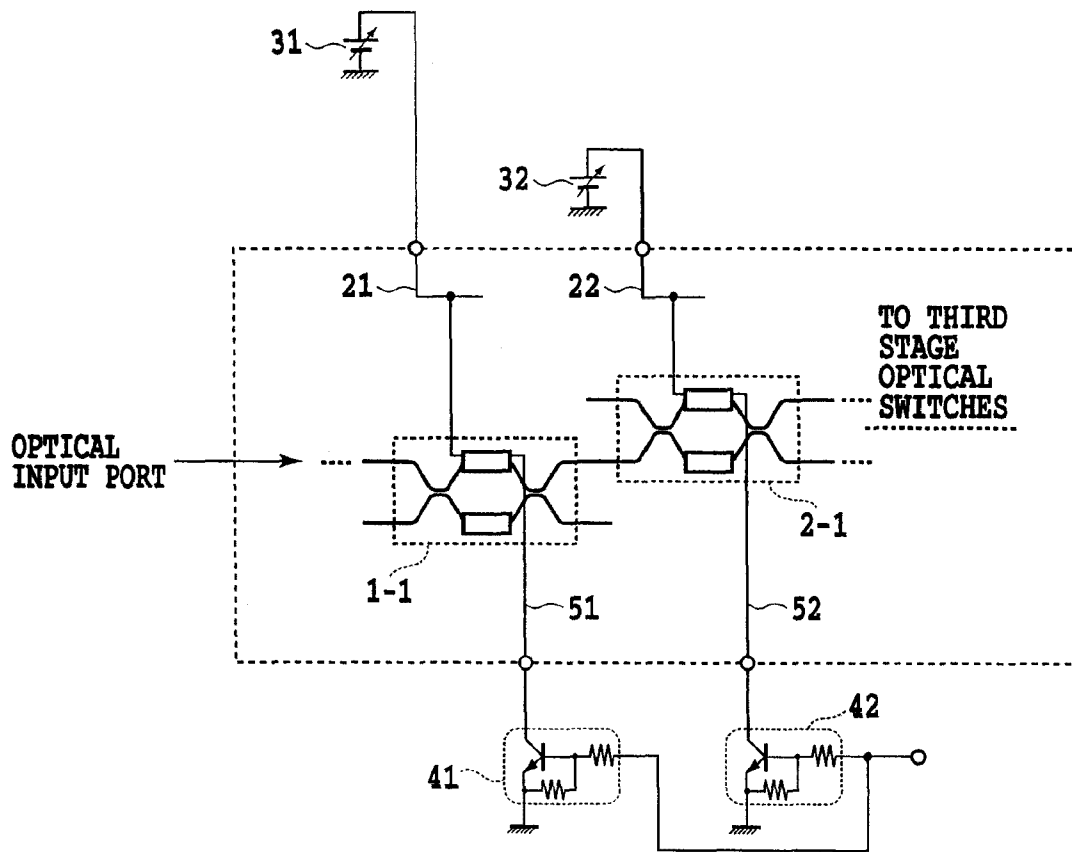 31
32
21
22
TO THIRD
STAGE
OPTICAL
SWITCHES
OPTICAL
INPUT PORT
2-1
1-1
51
52
42
41